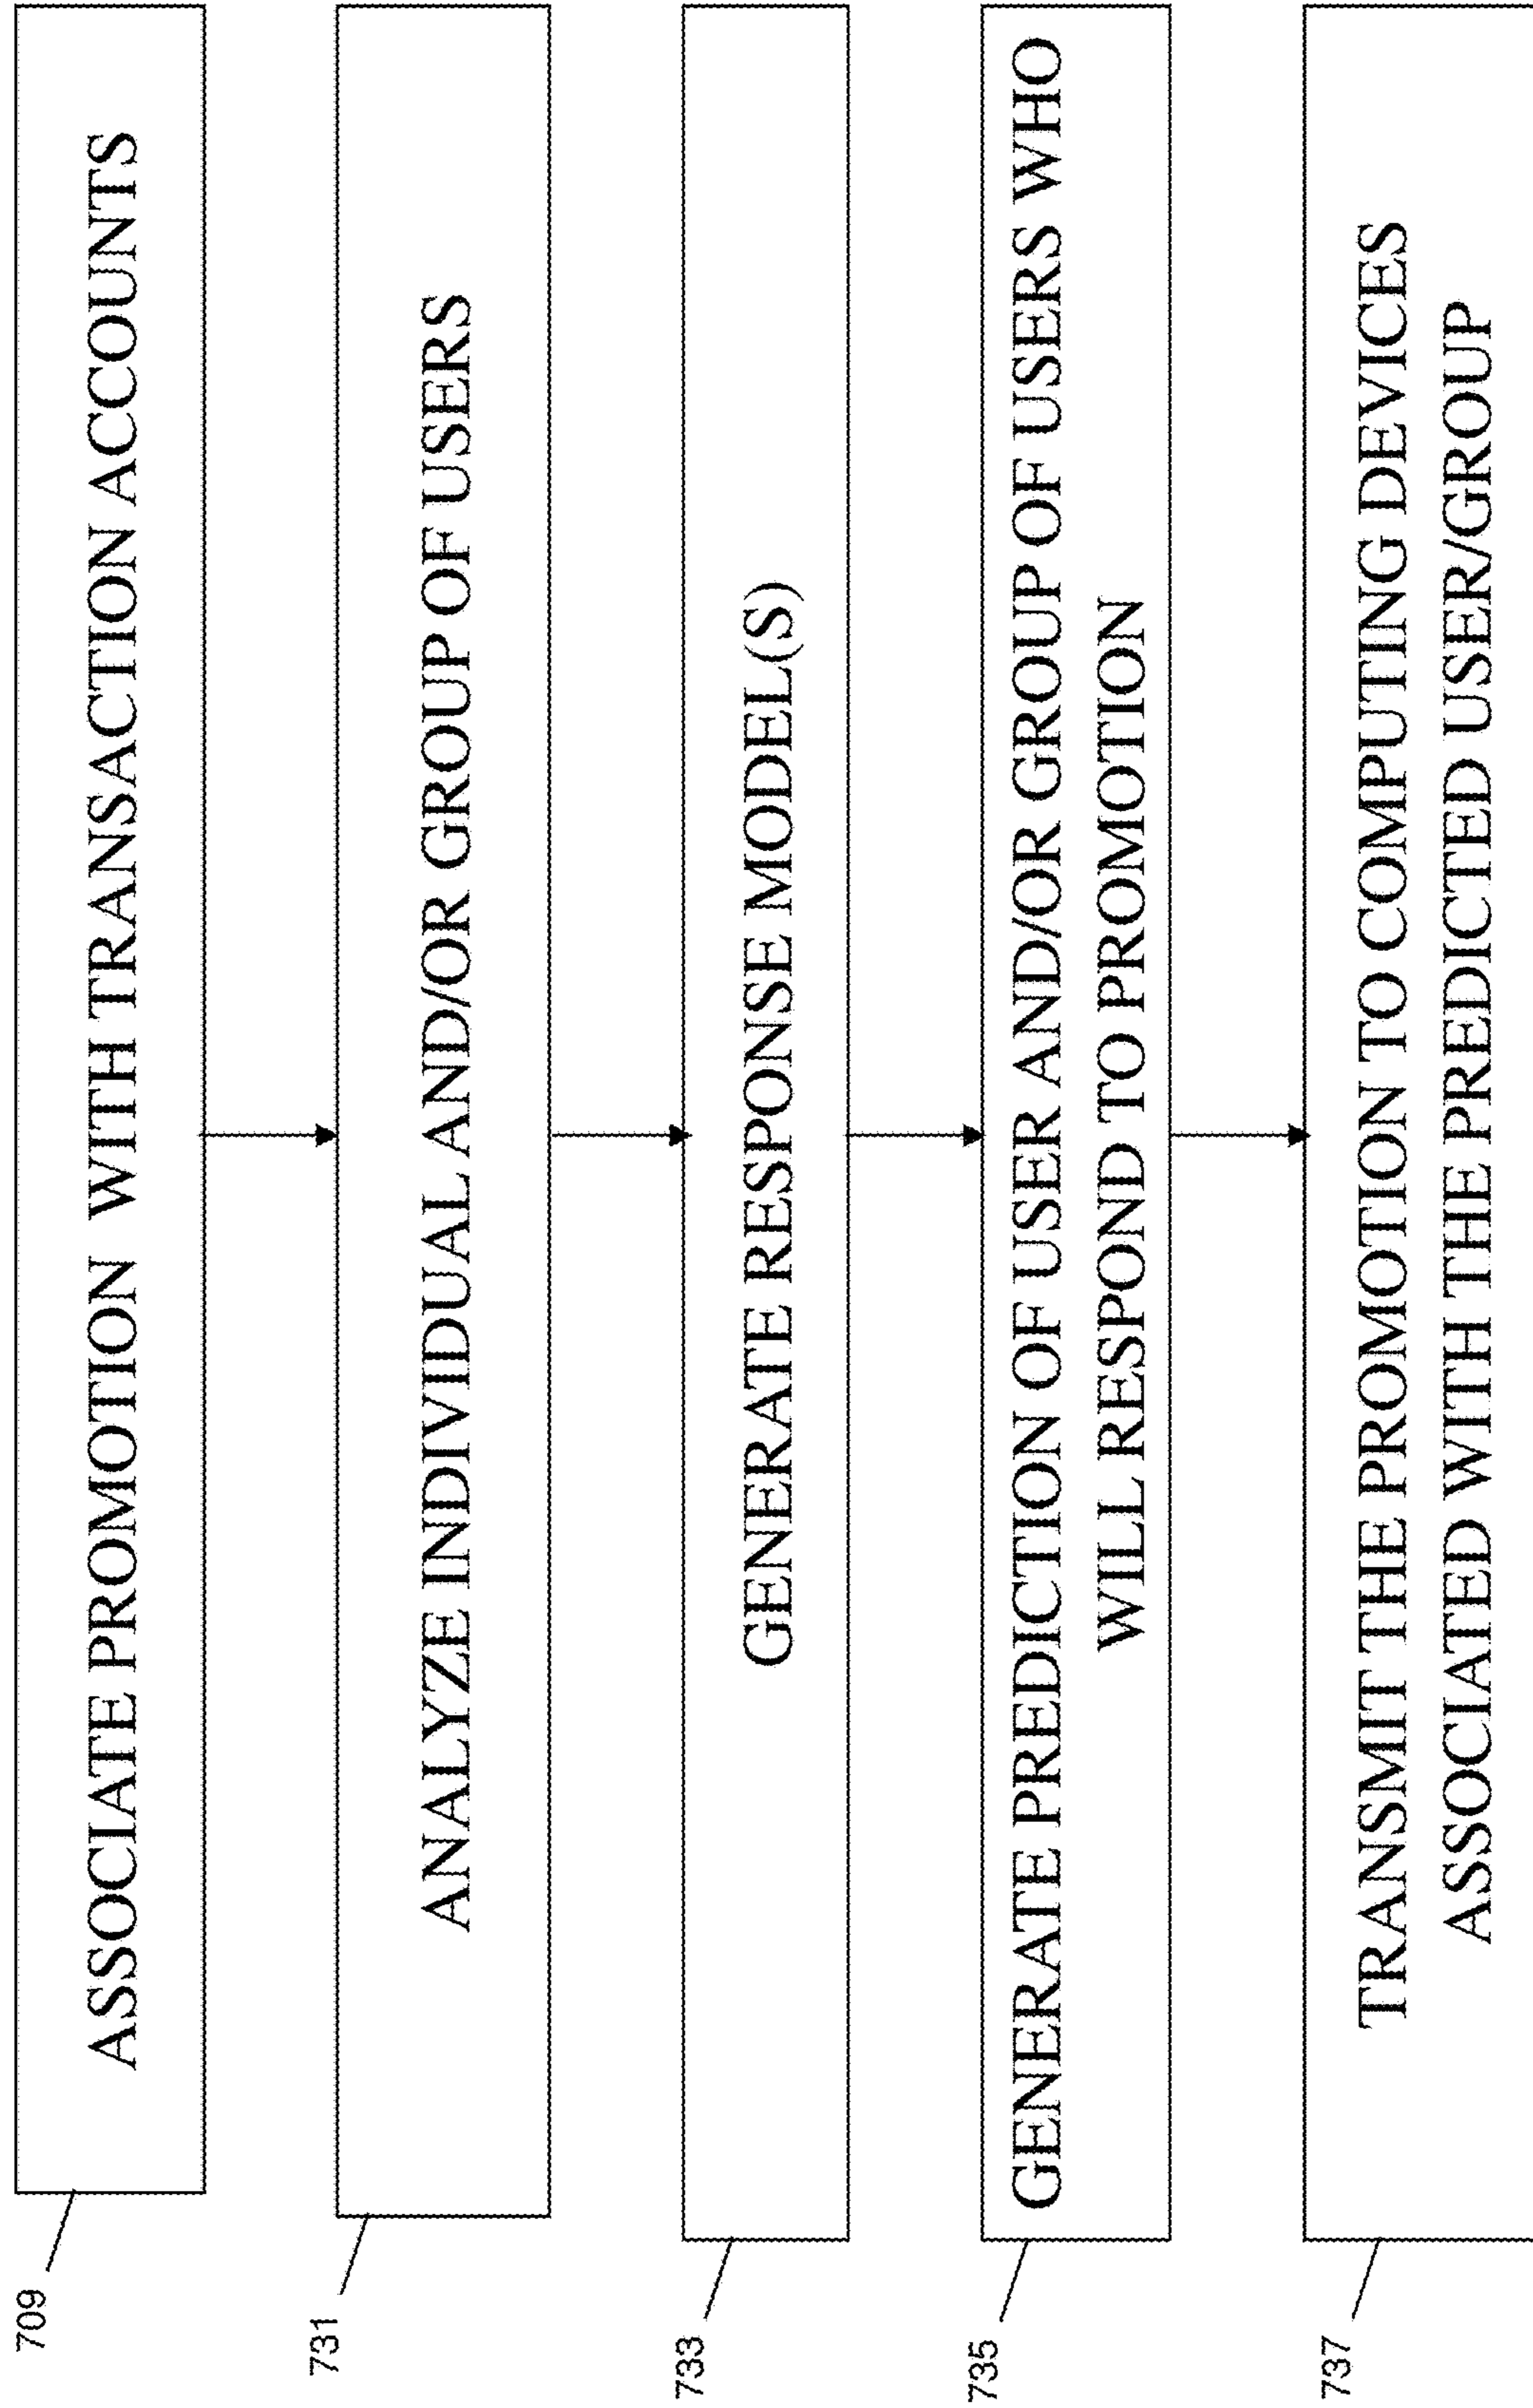 709
ASSOCIATE PROMOTION WITH TRANSACTION ACCOUNTS
731
ANALYZE INDIVIDUAL AND/OR GROUP OF USERS
733
GENERATE RESPONSE MODEL(S)
735
GENERATE PREDICTION OF USER AND/OR GROUP OF USERS WHO
WILL RESPOND TO PROMOTION
737
TRANSMIT THE PROMOTION TO COMPUTING DEVICES
ASSOCIATED WITH THE PREDICTED USER/GROUP